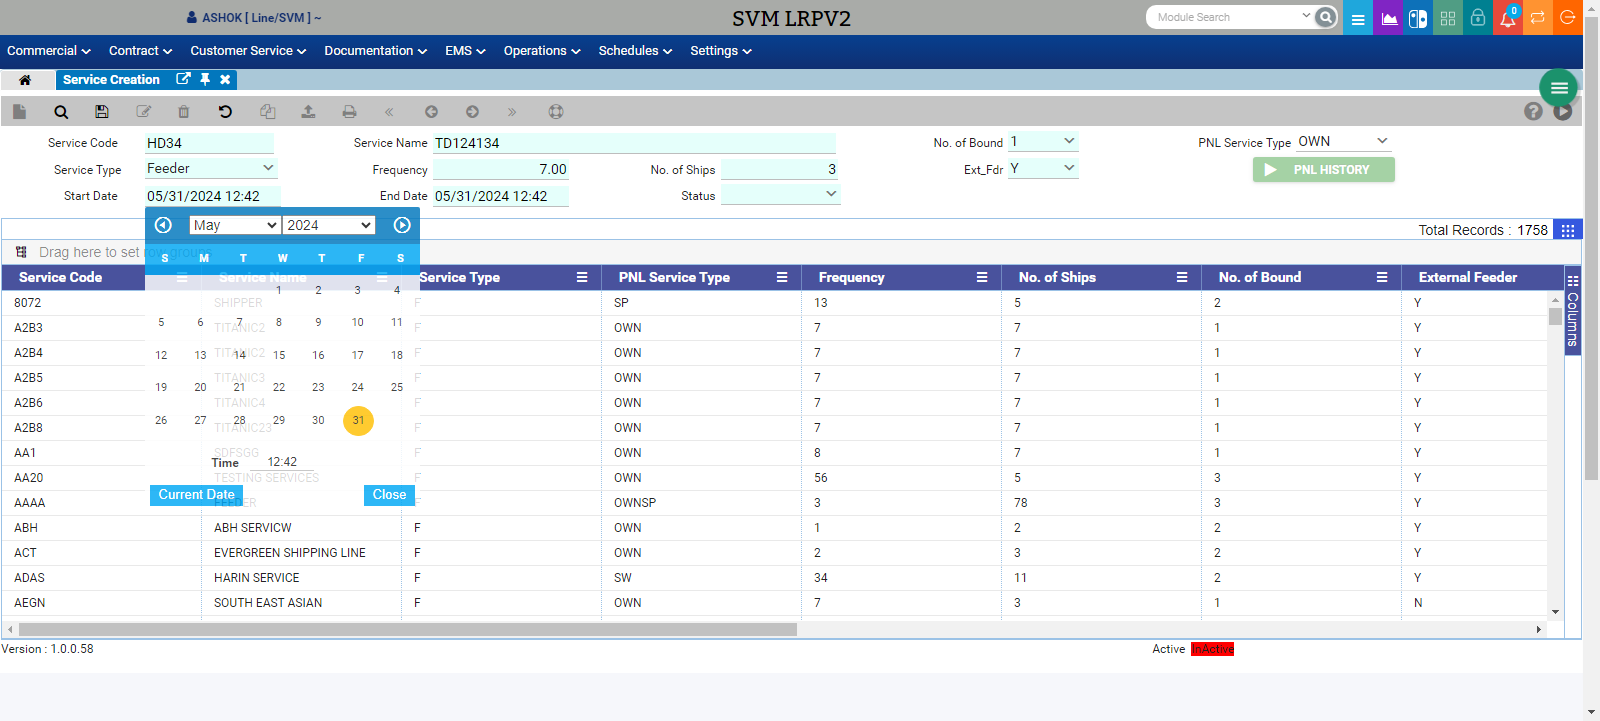 ASHOK [ Line/SVM ] ~
SVM LRPV2
Module Search
0
Commercial Contract Customer Service Documentation EMS Operations Schedules Settings
Service Creation
Service Code HD34 Service Name TD124134 No. of Bound 1 PNL Service Type OWN
Service Type Feeder Frequency 7.00 No. of Ships 3 Ext_Fdr Y PNL HISTORY
Start Date 05/31/2024 12:42 End Date 05/31/2024 12:42 Status
May 2024
Total Records : 1758
Drag here to set row groups
S M T W T F S
Service Code Service Name Service Type PNL Service Type Frequency No. of Ships No. of Bound External Feeder
Columns
1 2 3 4
5 6 7 8 9 10 11
12 13 14 15 16 17 18
19 20 21 22 23 24 25
26 27 28 29 30 31
Time 12:42
Current Date Close
8072 SHIPPER F SP 13 5 2 Y
A2B3 TITANIC2 F OWN 7 7 1 Y
A2B4 TITANIC2 F OWN 7 7 1 Y
A2B5 TITANIC3 F OWN 7 7 1 Y
A2B6 TITANIC4 F OWN 7 7 1 Y
A2B8 TITANIC23 F OWN 7 7 1 Y
AA1 SDFSGG F OWN 8 7 1 Y
AA20 TESTING SERVICES F OWN 56 5 3 Y
AAAA FEEDER F OWNSP 3 78 3 Y
ABH ABH SERVICW F OWN 1 2 2 Y
ACT EVERGREEN SHIPPING LINE F OWN 2 3 2 Y
ADAS HARIN SERVICE F SW 34 11 2 Y
AEGN SOUTH EAST ASIAN F OWN 7 3 1 N
Version : 1.0.0.58
Active InActive